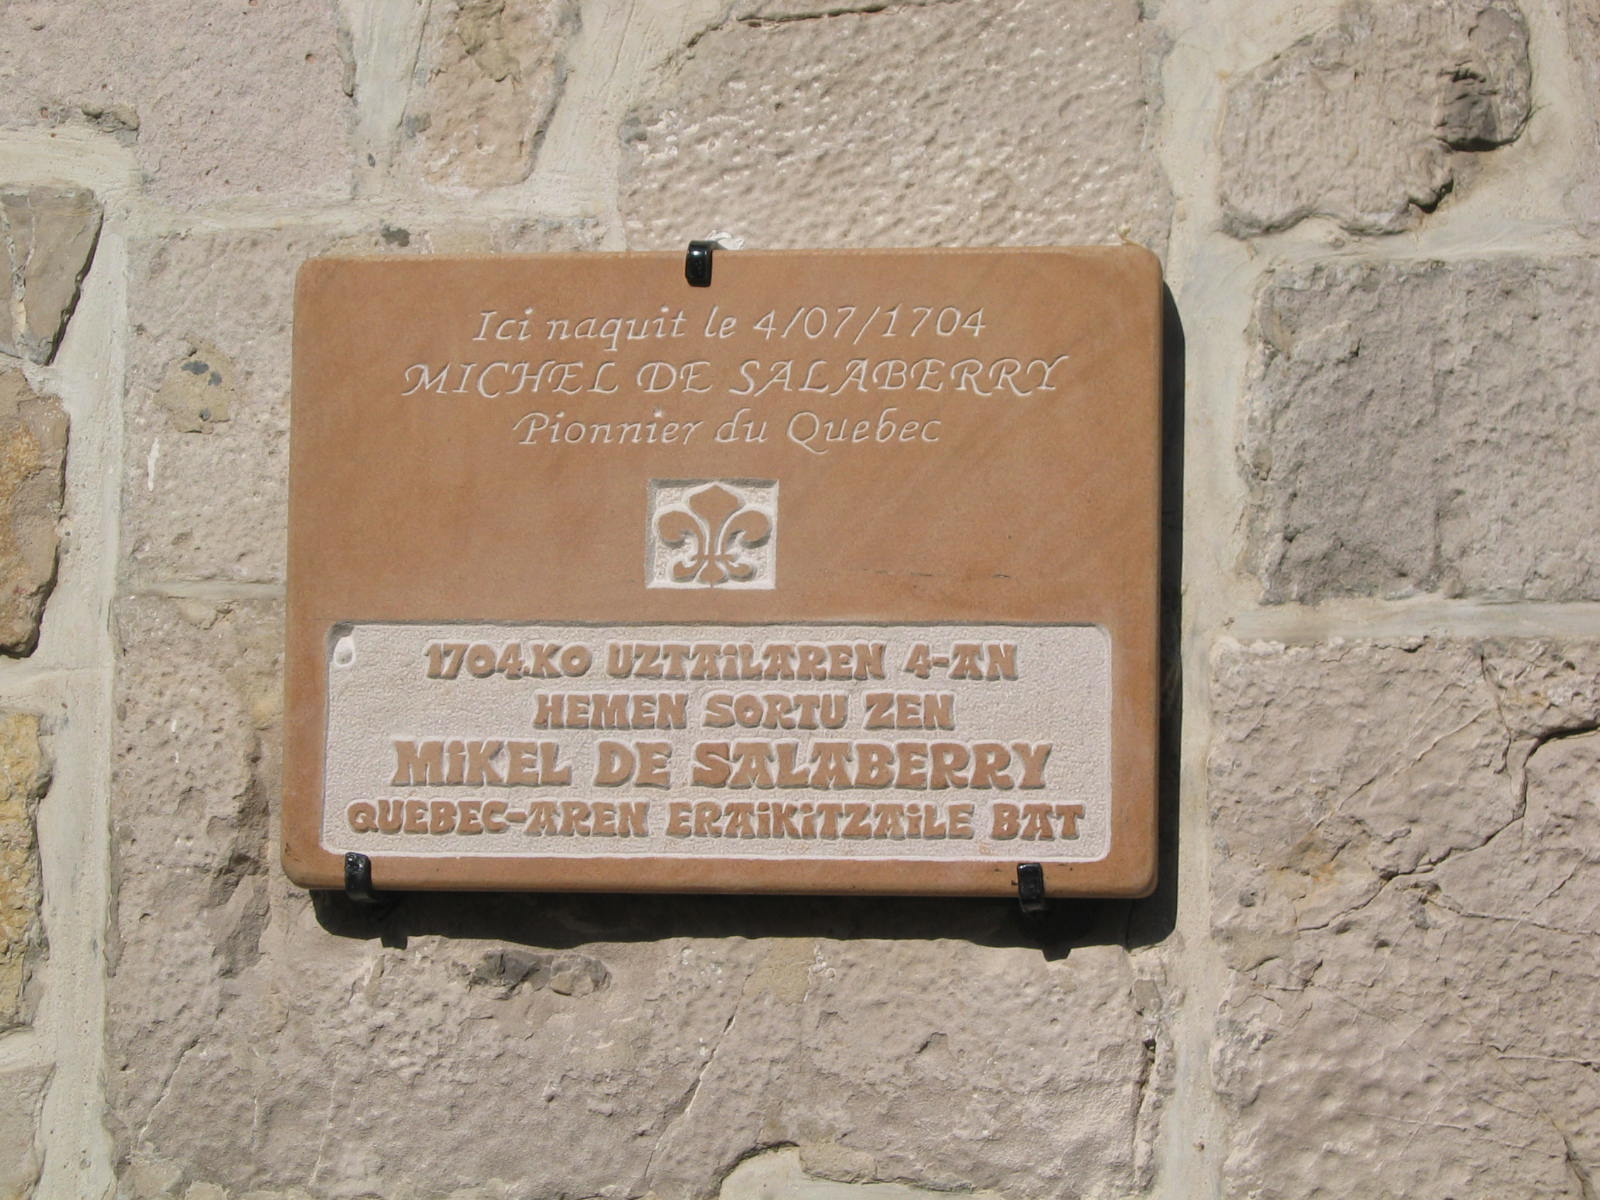 Ici naquit le 4/07/1704
MICHEL DE SALABERRY
Pionnier du Quebec
1704.KO UZTAiLAREN 4-AN
HEMEN SORTU ZEN
MiKEL DE SALABERRY
QUEBEC-AREN ERAiKiTZAiLE BAT